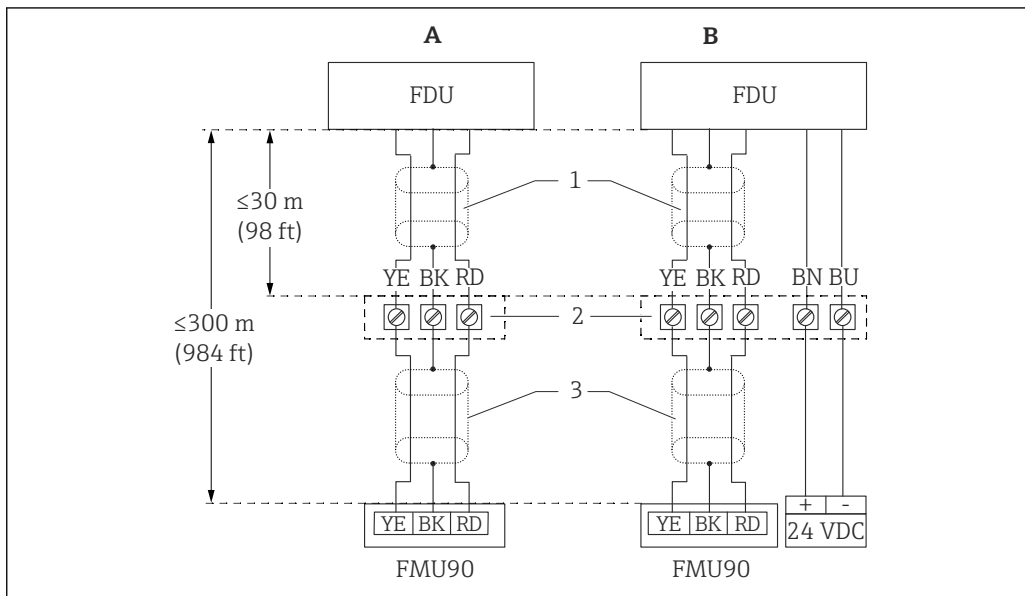 A B
FDU FDU
1
≤30 m
(98 ft)
YE BK RD YE BK RD BN BU
2
≤300 m
(984 ft)
3
+ -
YE BK RD YE BK RD 24 VDC
FMU90 FMU90